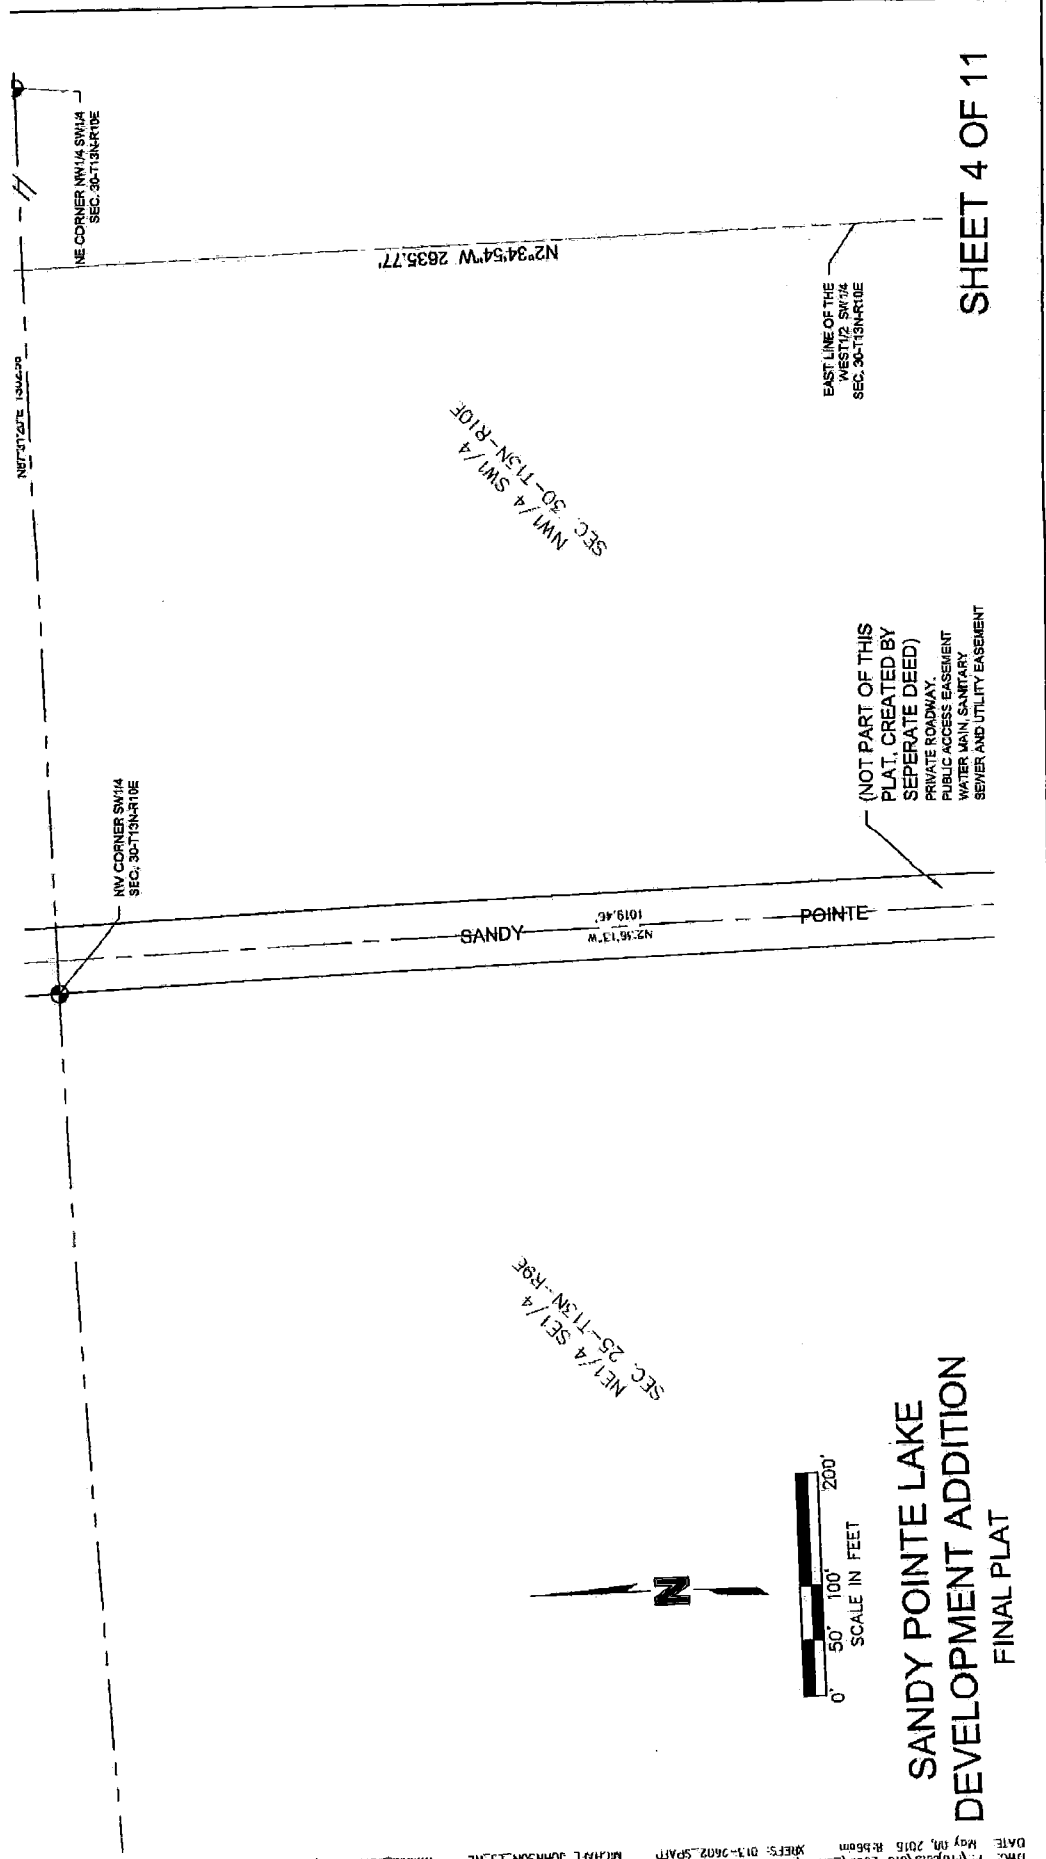 NE CORNER NW1/4 SW1/4
SEC. 30-T13N-R10E
N2°34'54"W 2635.77'
EAST LINE OF THE
WEST1/2 SW1/4
SEC. 30-T13N-R10E
SHEET 4 OF 11
NW1/4 SW1/4
SEC. 30-T13N-R10E
NW CORNER SW1/4
SEC. 30-T13N-R10E
(NOT PART OF THIS
PLAT, CREATED BY
SEPERATE DEED)
PRIVATE ROADWAY.
PUBLIC ACCESS EASEMENT
WATER MAIN, SANITARY
SEWER AND UTILITY EASEMENT
SANDY POINTE
N2°36'13"W
1019.46'
NE1/4 SE1/4
SEC. 25-T13N-R9E
N
0' 50' 100' 200'
SCALE IN FEET
SANDY POINTE LAKE
DEVELOPMENT ADDITION
FINAL PLAT